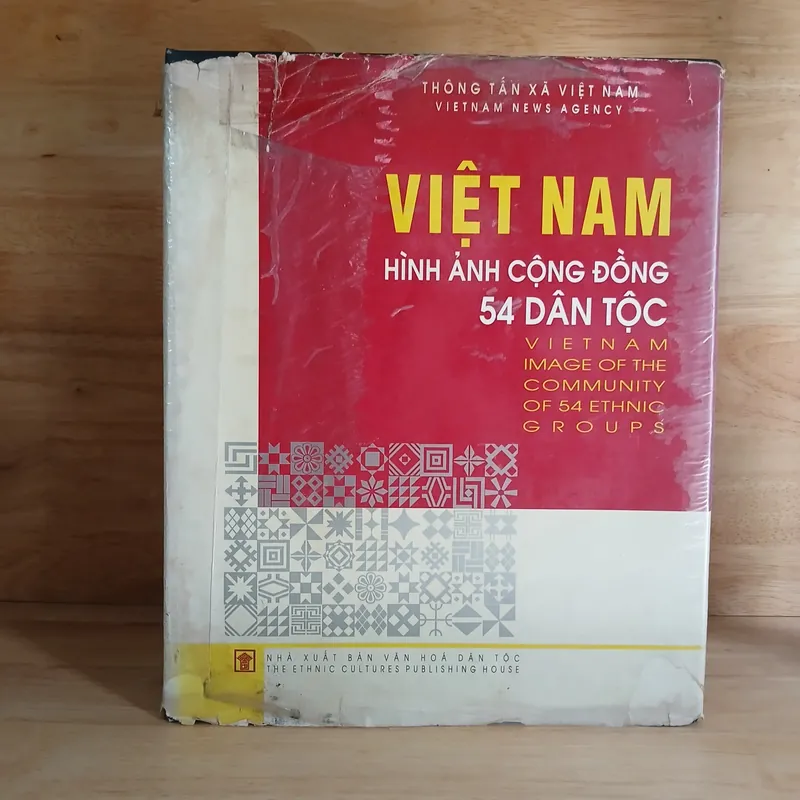 THÔNG TẤN XÃ VIỆT NAM
VIETNAM NEWS AGENCY
VIỆT NAM
HÌNH ẢNH CỘNG ĐỒNG
54 DÂN TỘC
VIETNAM
IMAGE OF THE
COMMUNITY
OF 54 ETHNIC
GROUPS
NHÀ XUẤT BẢN VĂN HOÁ DÂN TỘC
THE ETHNIC CULTURES PUBLISHING HOUSE